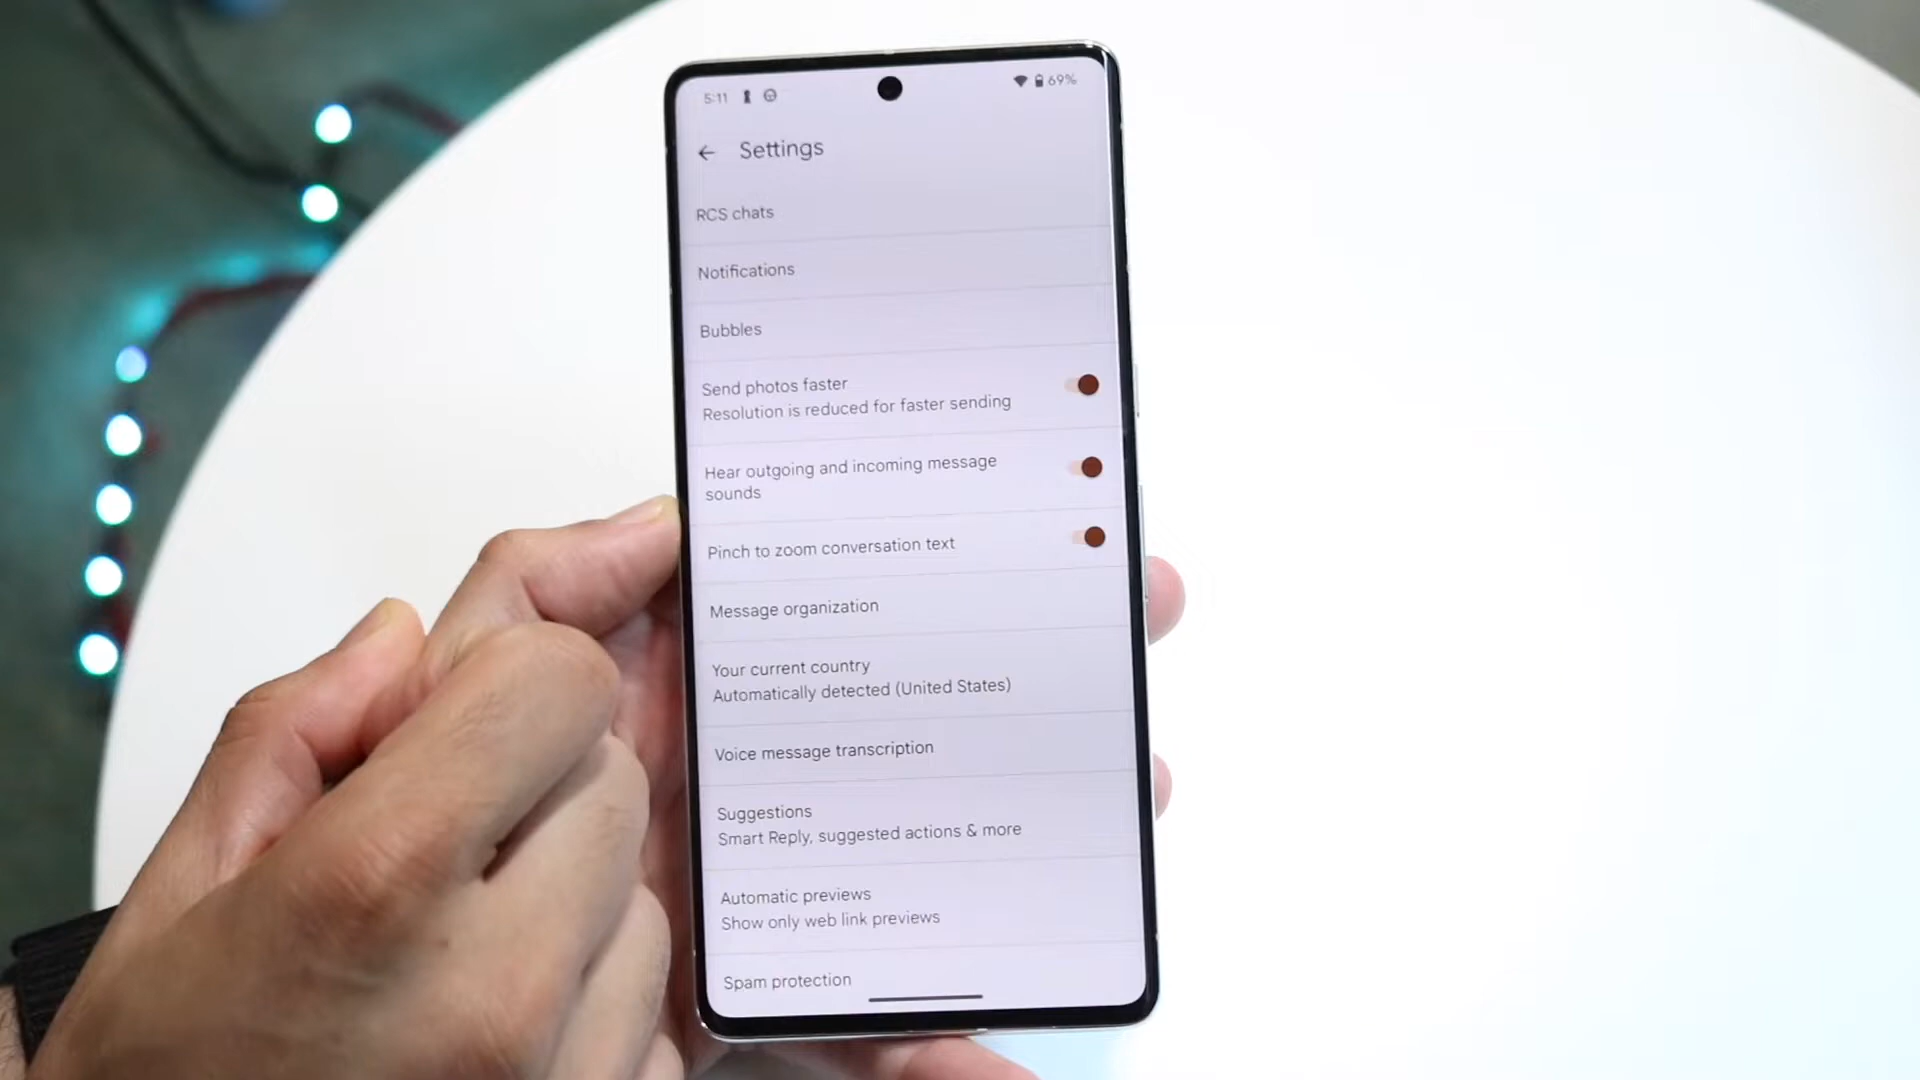 5:11
69%
Settings
RCS chats
Notifications
Bubbles
Send photos faster
Resolution is reduced for faster sending
Hear outgoing and incoming message
sounds
Pinch to zoom conversation text
Message organization
Your current country
Automatically detected (United States)
Voice message transcription
Suggestions
Smart Reply, suggested actions & more
Automatic previews
Show only web link previews
Spam protection